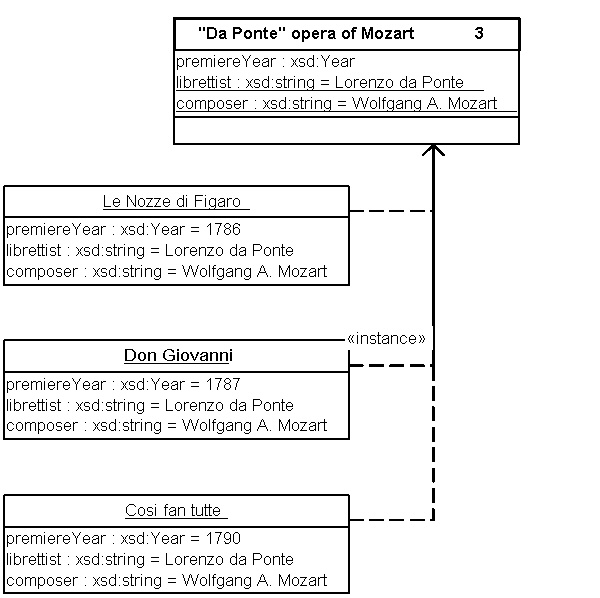 "Da Ponte" opera of Mozart 3
premiereYear : xsd:Year
librettist : xsd:string = Lorenzo da Ponte
composer : xsd:string = Wolfgang A. Mozart
Le Nozze di Figaro
premiereYear : xsd:Year = 1786
librettist : xsd:string = Lorenzo da Ponte
composer : xsd:string = Wolfgang A. Mozart
«instance»
Don Giovanni
premiereYear : xsd:Year = 1787
librettist : xsd:string = Lorenzo da Ponte
composer : xsd:string = Wolfgang A. Mozart
Cosi fan tutte
premiereYear : xsd:Year = 1790
librettist : xsd:string = Lorenzo da Ponte
composer : xsd:string = Wolfgang A. Mozart